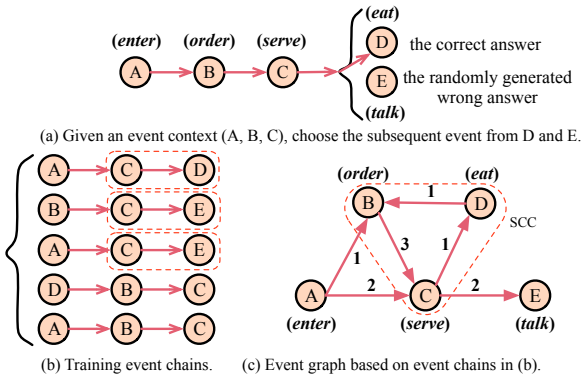 (eat)
(enter) (order) (serve)
A B C D the correct answer
E the randomly generated
wrong answer
(talk)
(a) Given an event context (A, B, C), choose the subsequent event from D and E.
A C D
B C E
A C E
D B C
A B C
(b) Training event chains.
(order) (eat)
1
B D
SCC
3 1
1
2 2
A C E
(enter) (serve) (talk)
(c) Event graph based on event chains in (b).